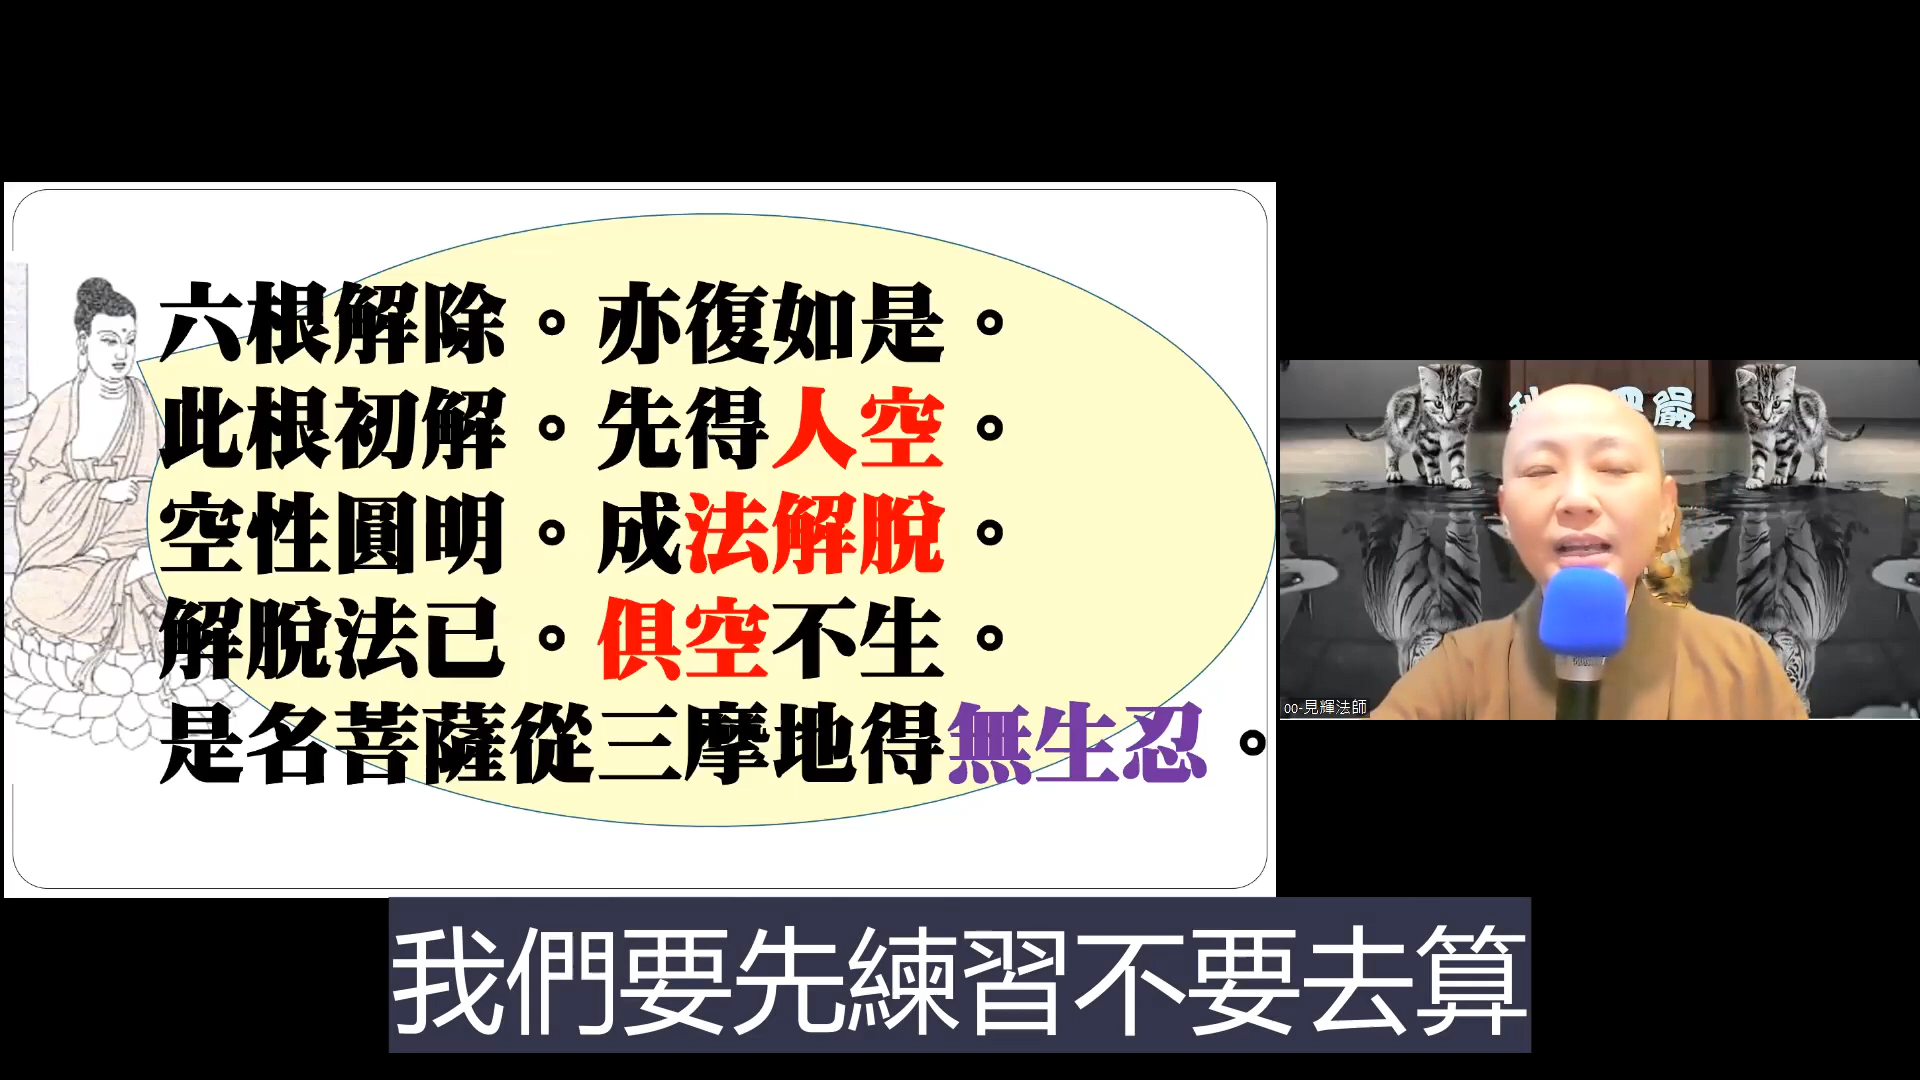 六根解除。亦復如是。
此根初解。先得人空。
空性圓明。成法解脫。
解脫法已。俱空不生。
是名菩薩從三摩地得無生忍。
嚴
00-見輝法師
我們要先練習不要去算